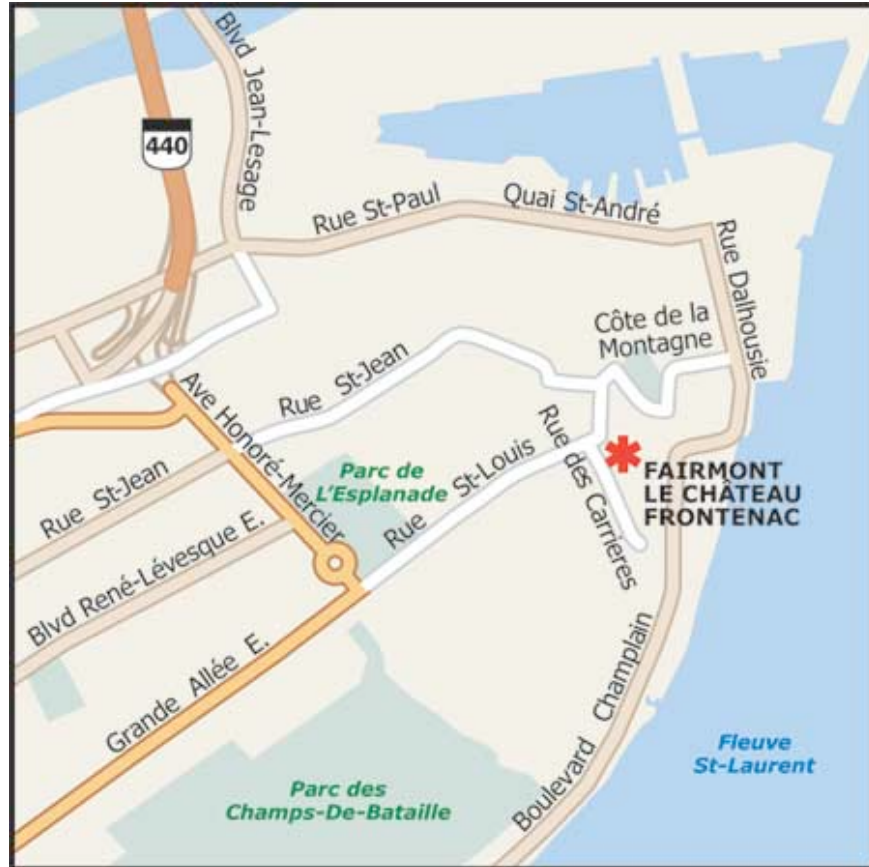 Blvd Jean-Lesage
440
Rue St-Paul
Quai St-André
Rue Dalhousie
Côte de la
Montagne
Rue St-Jean
Ave Honoré-Mercier
Rue St-Jean
Parc de
L'Esplanade
Rue St-Louis
Rue des Carrieres
FAIRMONT
LE CHÂTEAU
FRONTENAC
Blvd René-Lévesque E.
Grande Allée E.
Boulevard Champlain
Fleuve
St-Laurent
Parc des
Champs-De-Bataille